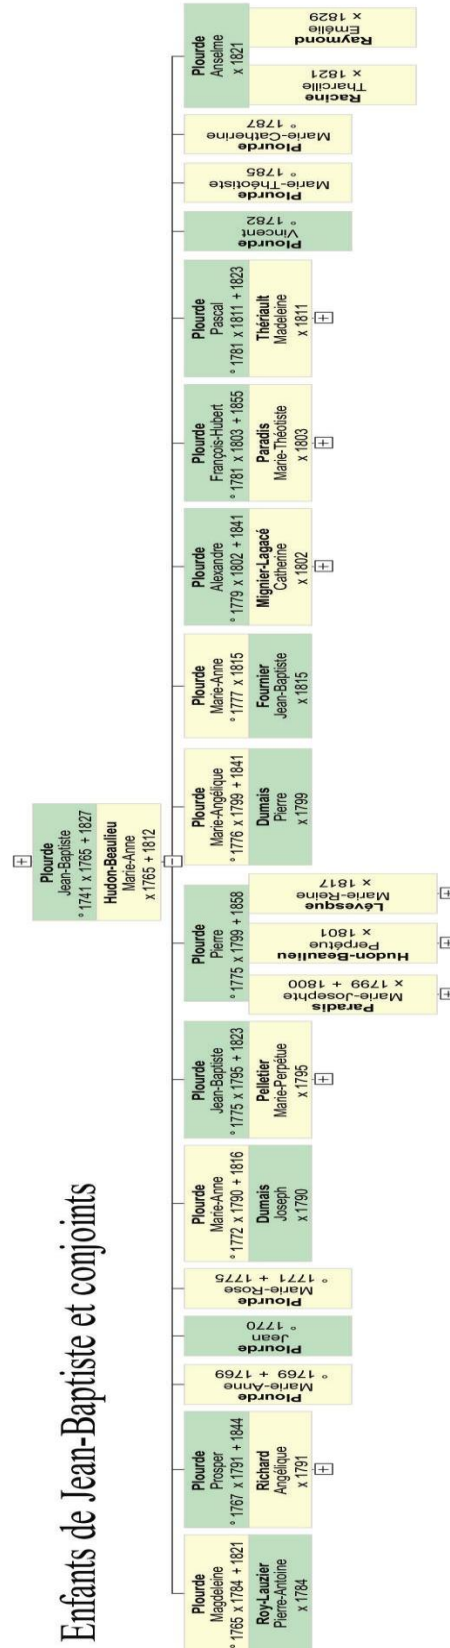 Enfants de Jean-Baptiste et conjoints
Plourde
Jean-Baptiste
° 1741 x 1765 + 1827
Hudon-Beaulieu
Marie-Anne
x 1765 + 1812
Plourde
Magdeleine
° 1765 x 1784 + 1821
Roy-Lauzier
Pierre-Antoine
x 1784
Plourde
Prosper
° 1767 x 1791 + 1844
Richard
Angélique
x 1791
Plourde
Marie-Anne
° 1769 + 1769
Plourde
Jean
° 1770
Plourde
Marie-Rose
° 1771 + 1775
Plourde
Marie-Anne
° 1772 x 1790 + 1816
Dumais
Joseph
x 1790
Plourde
Jean-Baptiste
° 1775 x 1795 + 1823
Pelletier
Marie-Perpétue
x 1795
Plourde
Pierre
° 1775 x 1799 + 1858
Paradis
Marie-Josephte
x 1799 + 1800
Hudon-Beaulieu
Perpétue
x 1801
Lévesque
Marie-Reine
x 1817
Plourde
Marie-Angélique
° 1776 x 1799 + 1841
Dumais
Pierre
x 1799
Plourde
Marie-Anne
° 1777 x 1815
Fournier
Jean-Baptiste
x 1815
Plourde
Alexandre
° 1779 x 1802 + 1841
Mignier-Lagacé
Catherine
x 1802
Plourde
François-Hubert
° 1781 x 1803 + 1855
Paradis
Marie-Théotiste
x 1803
Plourde
Pascal
° 1781 x 1811 + 1823
Thériault
Madeleine
x 1811
Plourde
Vincent
° 1782
Plourde
Marie-Théotiste
° 1785
Plourde
Marie-Catherine
° 1787
Plourde
Anselme
x 1821
Racine
Tharcille
x 1821
Raymond
Emélie
x 1829